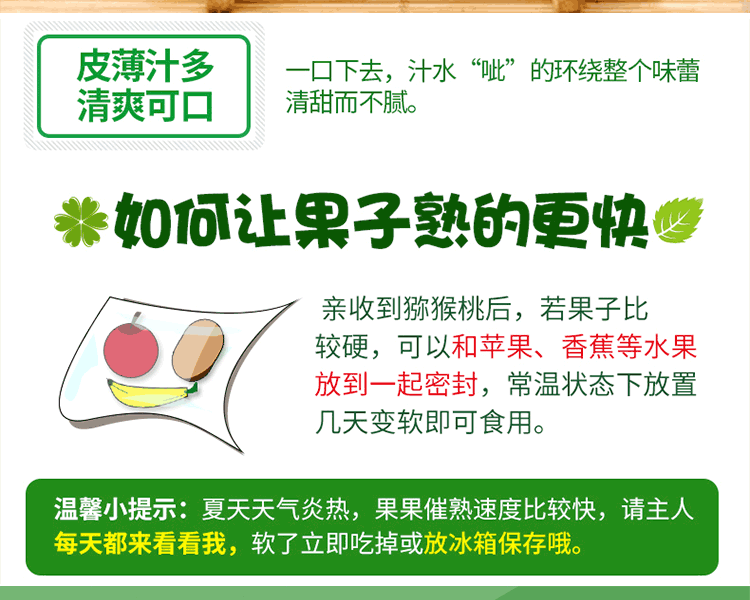 皮薄汁多
清爽可口
一口下去，汁水“呲”的环绕整个味蕾
清甜而不腻。
如何让果子熟的更快
亲收到猕猴桃后，若果子比
较硬，可以和苹果、香蕉等水果
放到一起密封，常温状态下放置
几天变软即可食用。
温馨小提示：夏天天气炎热，果果催熟速度比较快，请主人
每天都来看看我，软了立即吃掉或放冰箱保存哦。